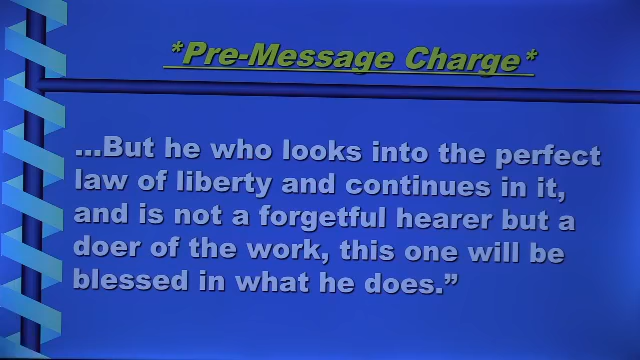 *Pre-Message Charge*
...But he who looks into the perfect
law of liberty and continues in it,
and is not a forgetful hearer but a
doer of the work, this one will be
blessed in what he does.”